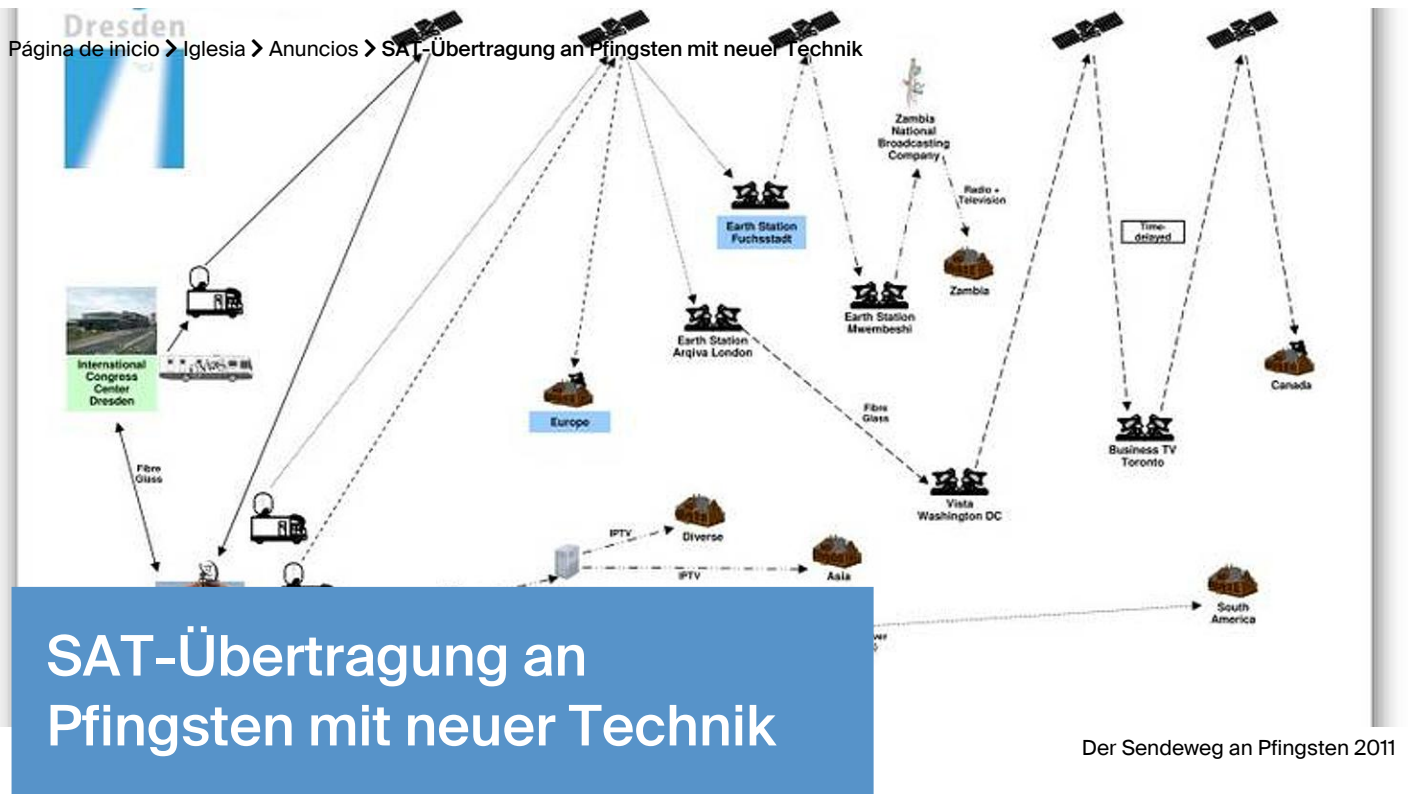 Dresden
Página de inicio > Iglesia > Anuncios > SAT-Übertragung an Pfingsten mit neuer Technik
Zambia
National
Broadcasting
Company
Radio +
Television
Earth Station
Fuchsstadt
Time-
delayed
Zambia
Earth Station
Mwembeshi
Earth Station
Arqiva London
International
Congress
Center
Dresden
Canada
Europe
Fibre
Glass
Business TV
Toronto
Fibre
Glass
Vista
Washington DC
Diverse
IPTV
IPTV
Asia
South
America
SAT-Übertragung an
Pfingsten mit neuer Technik
Der Sendeweg an Pfingsten 2011